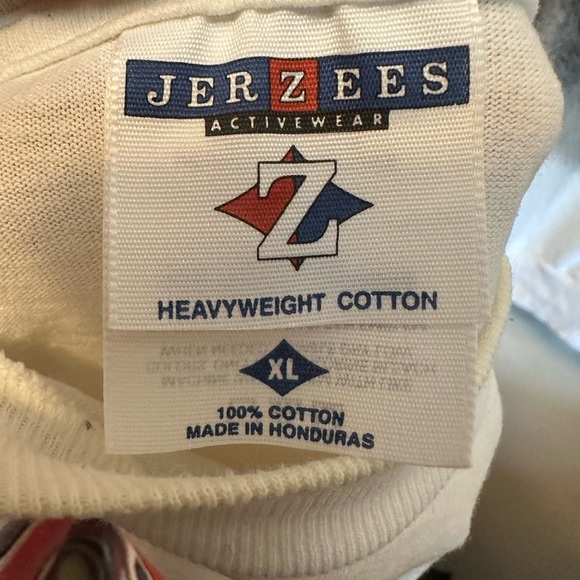 JERZEES
ACTIVEWEAR
Z
HEAVYWEIGHT COTTON
XL
100% COTTON
MADE IN HONDURAS